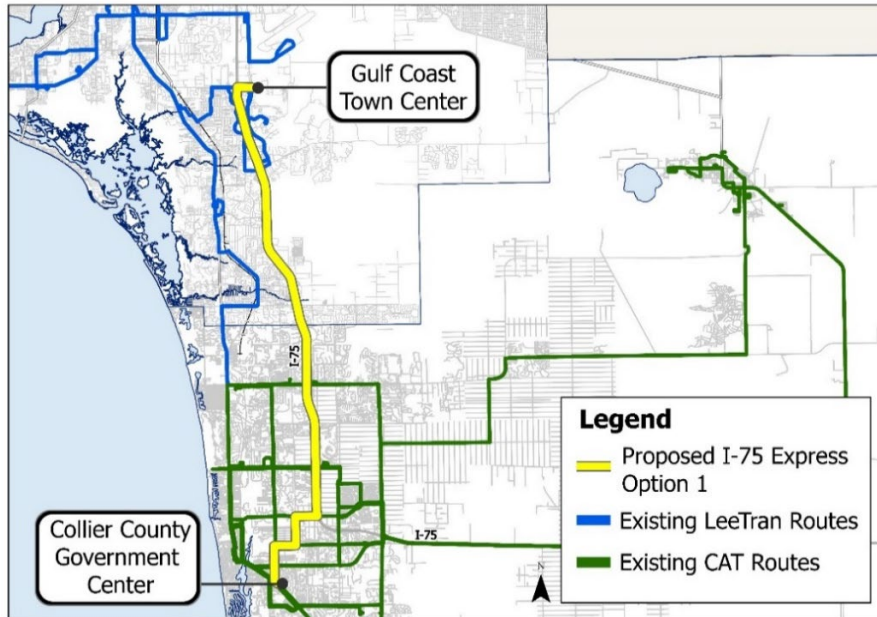 Gulf Coast
Town Center
I-75
Legend
Proposed I-75 Express
Option 1
Existing LeeTran Routes
Existing CAT Routes
Collier County
Government
Center
I-75
N